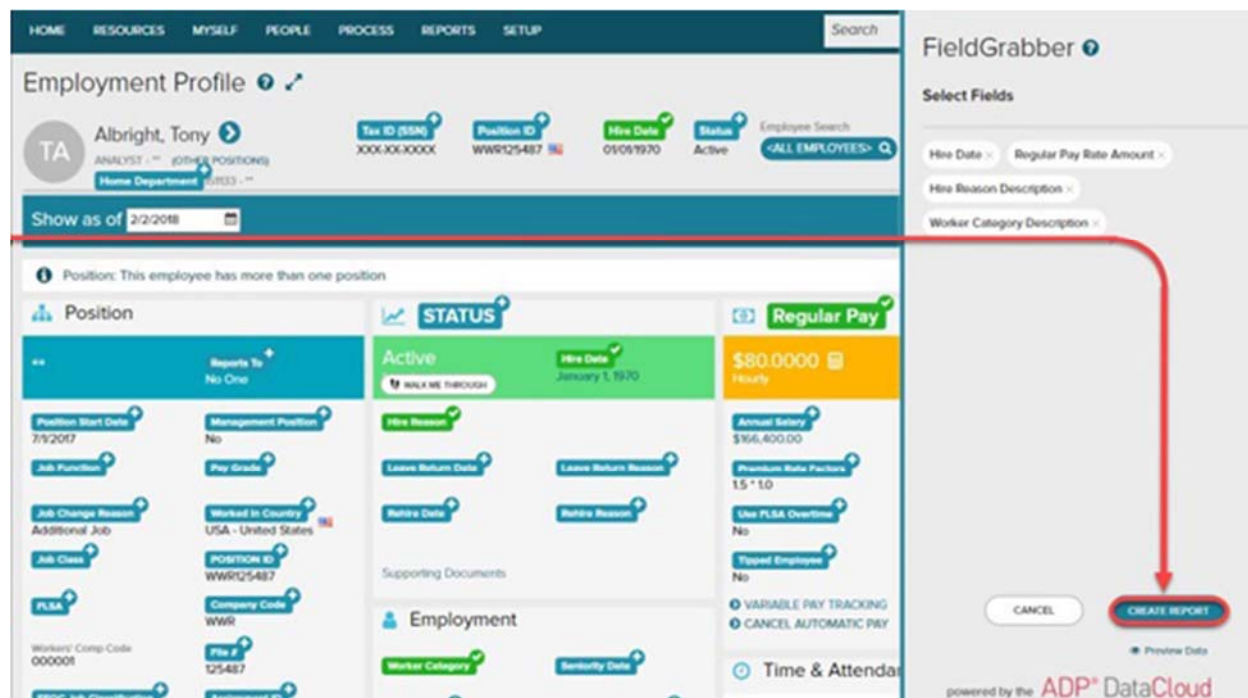 HOME RESOURCES MYSELF PEOPLE PROCESS REPORTS SETUP Search
Employment Profile
TA
Albright, Tony
ANALYST - "" (OTHER POSITIONS)
Home Department
Tax ID (SSN) Position ID Hire Date Status Employee Search
XXX-XX-XXXX WWR125487 01/01/1970 Active <ALL EMPLOYEES>
Show as of 2/2/2018
Position: This employee has more than one position
Position
Reports To
No One
Position Start Date Management Position
7/1/2017 No
Job Function Pay Grade
Job Change Reason Worked In Country
Additional Job USA - United States
Job Class POSITION ID
WWR125487
FLSA Company Code
WWR
Workers' Comp Code File #
000001 125487
EEOC Job Classification Assignment ID
STATUS
Active Hire Date
WALK ME THROUGH January 1, 1970
Hire Reason
Leave Return Date Leave Return Reason
Rehire Date Rehire Reason
Supporting Documents
Employment
Worker Category Seniority Date
Regular Pay
$80.0000
Hourly
Annual Salary
$166,400.00
Premium Rate Factors
1.5 * 1.0
Use FLSA Overtime
No
Tipped Employee
No
VARIABLE PAY TRACKING
CANCEL AUTOMATIC PAY
Time & Attendan
FieldGrabber
Select Fields
Hire Date × Regular Pay Rate Amount ×
Hire Reason Description ×
Worker Category Description ×
CANCEL CREATE REPORT
Preview Data
powered by the ADP® DataCloud